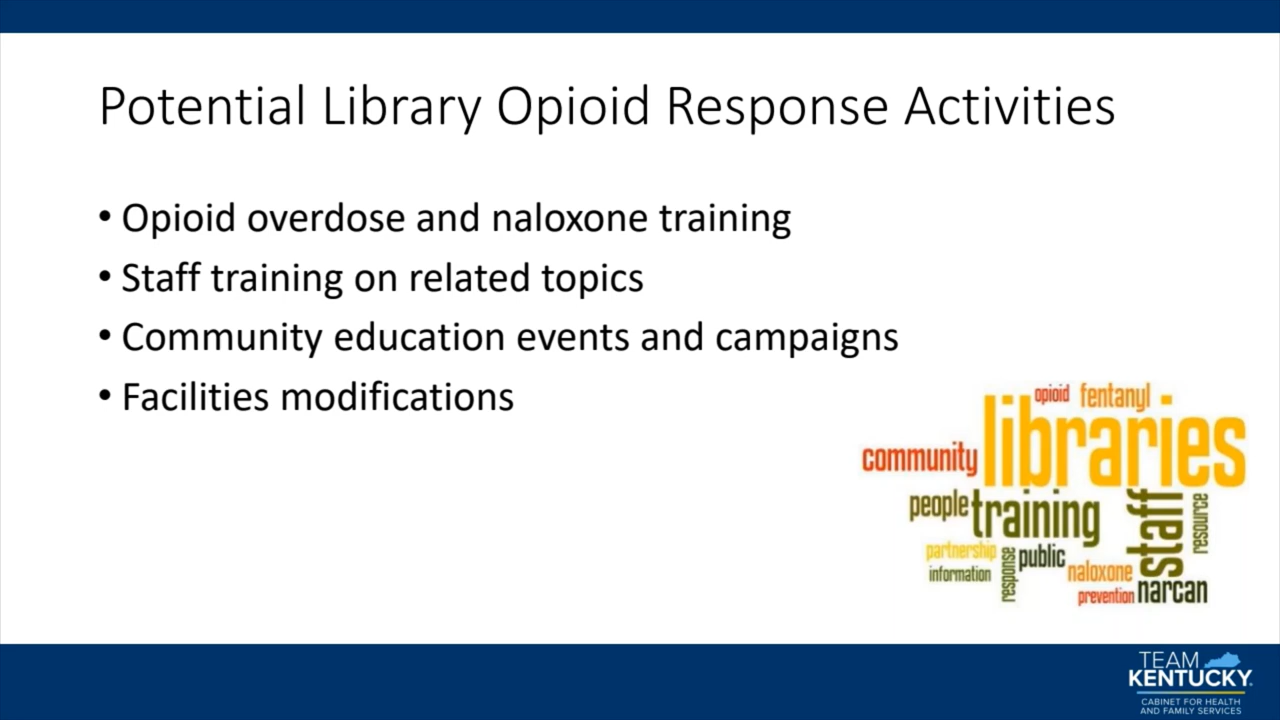 Potential Library Opioid Response Activities
• Opioid overdose and naloxone training
• Staff training on related topics
• Community education events and campaigns
• Facilities modifications
opioid
fentanyl
libraries
community
people
training
staff
resource
partnership
information
response
public
naloxone
prevention
narcan
TEAM
KENTUCKY.
CABINET FOR HEALTH
AND FAMILY SERVICES